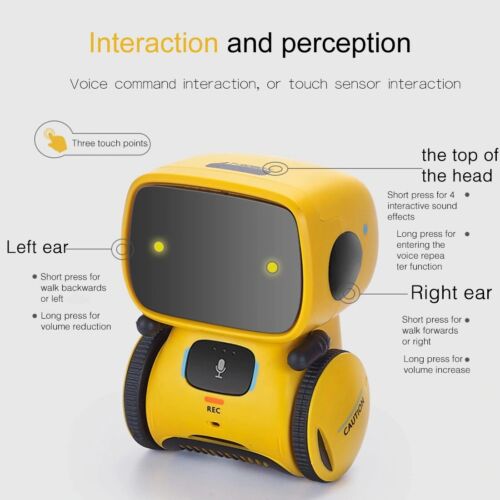 Interaction and perception
Voice command interaction, or touch sensor interaction
Three touch points
the top of
the head
Short press for 4
interactive sound
effects
Long press for
entering the
voice repea
ter function
Left ear
Short press for
walk backwards
or left
Long press for
volume reduction
Right ear
Short press for
walk forwards
or right
Long press for
volume increase
REC
CAUTION